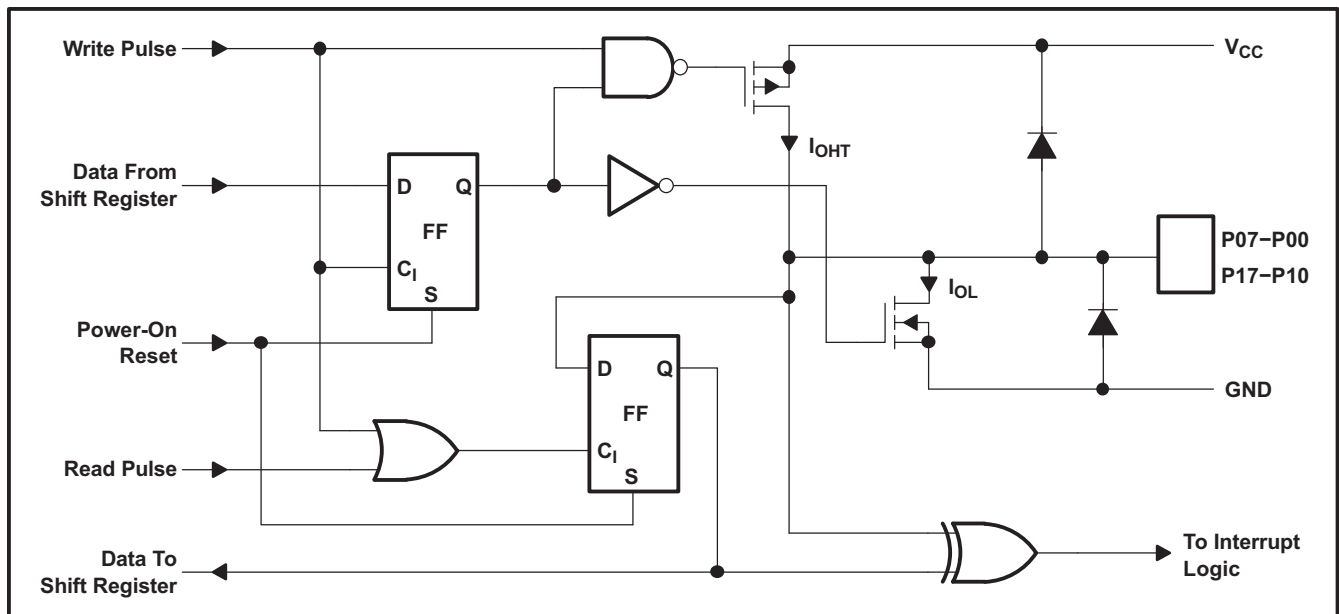 Write Pulse
V_CC
I_OHT
Data From
Shift Register
D
Q
FF
C_I
S
P07–P00
P17–P10
I_OL
Power-On
Reset
D
Q
FF
C_I
S
GND
Read Pulse
Data To
Shift Register
To Interrupt
Logic